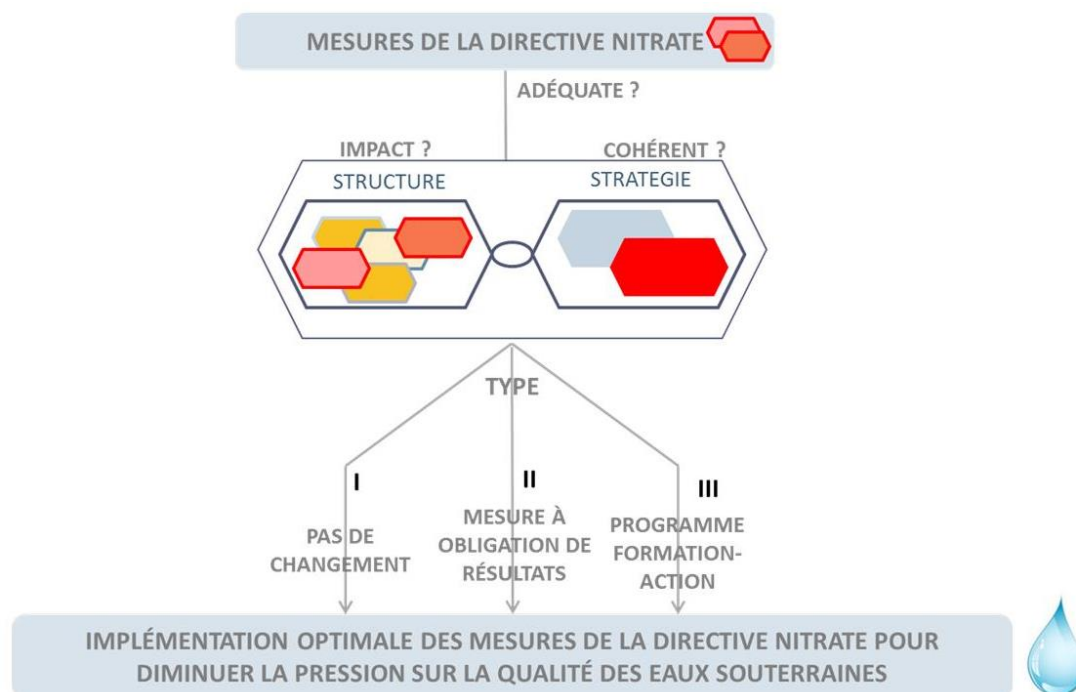 MESURES DE LA DIRECTIVE NITRATE
ADÉQUATE ?
IMPACT ?
COHÉRENT ?
STRUCTURE
STRATEGIE
TYPE
I
II
III
PAS DE
CHANGEMENT
MESURE À
OBLIGATION DE
RÉSULTATS
PROGRAMME
FORMATION-
ACTION
IMPLÉMENTATION OPTIMALE DES MESURES DE LA DIRECTIVE NITRATE POUR
DIMINUER LA PRESSION SUR LA QUALITÉ DES EAUX SOUTERRAINES